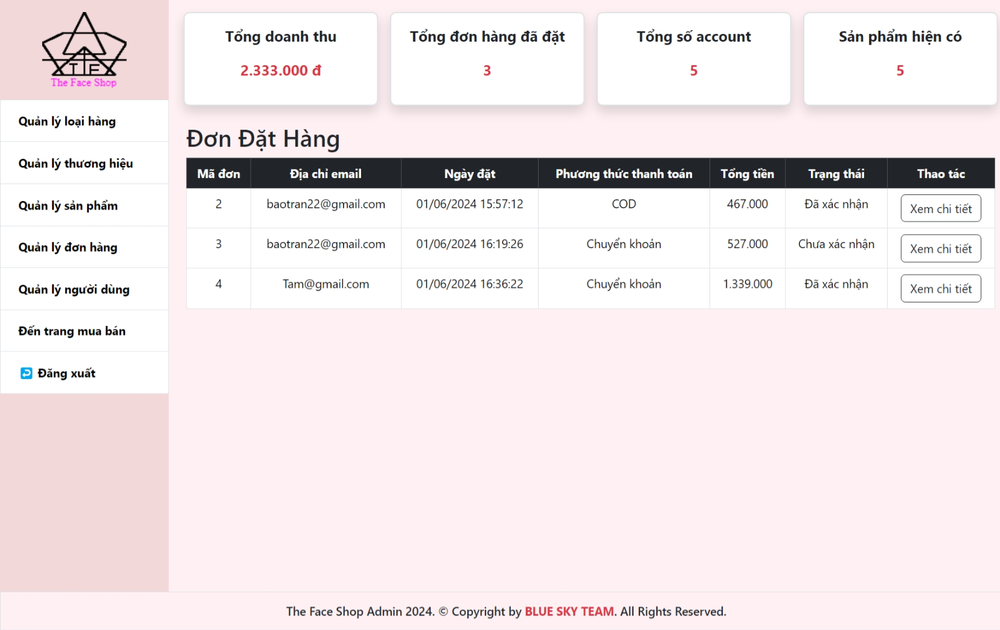 TF
The Face Shop
Quản lý loại hàng
Quản lý thương hiệu
Quản lý sản phẩm
Quản lý đơn hàng
Quản lý người dùng
Đến trang mua bán
Đăng xuất
Tổng doanh thu
2.333.000 đ
Tổng đơn hàng đã đặt
3
Tổng số account
5
Sản phẩm hiện có
5
Đơn Đặt Hàng
Mã đơn Địa chỉ email Ngày đặt Phương thức thanh toán Tổng tiền Trạng thái Thao tác
2 baotran22@gmail.com 01/06/2024 15:57:12 COD 467.000 Đã xác nhận Xem chi tiết
3 baotran22@gmail.com 01/06/2024 16:19:26 Chuyển khoản 527.000 Chưa xác nhận Xem chi tiết
4 Tam@gmail.com 01/06/2024 16:36:22 Chuyển khoản 1.339.000 Đã xác nhận Xem chi tiết
The Face Shop Admin 2024. © Copyright by BLUE SKY TEAM. All Rights Reserved.